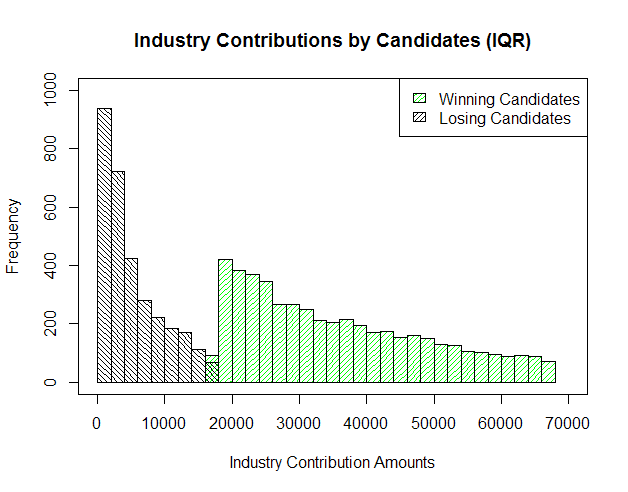 Industry Contributions by Candidates (IQR)
Winning Candidates
Losing Candidates
Frequency
1000
800
600
400
200
0
0 10000 20000 30000 40000 50000 60000 70000
Industry Contribution Amounts